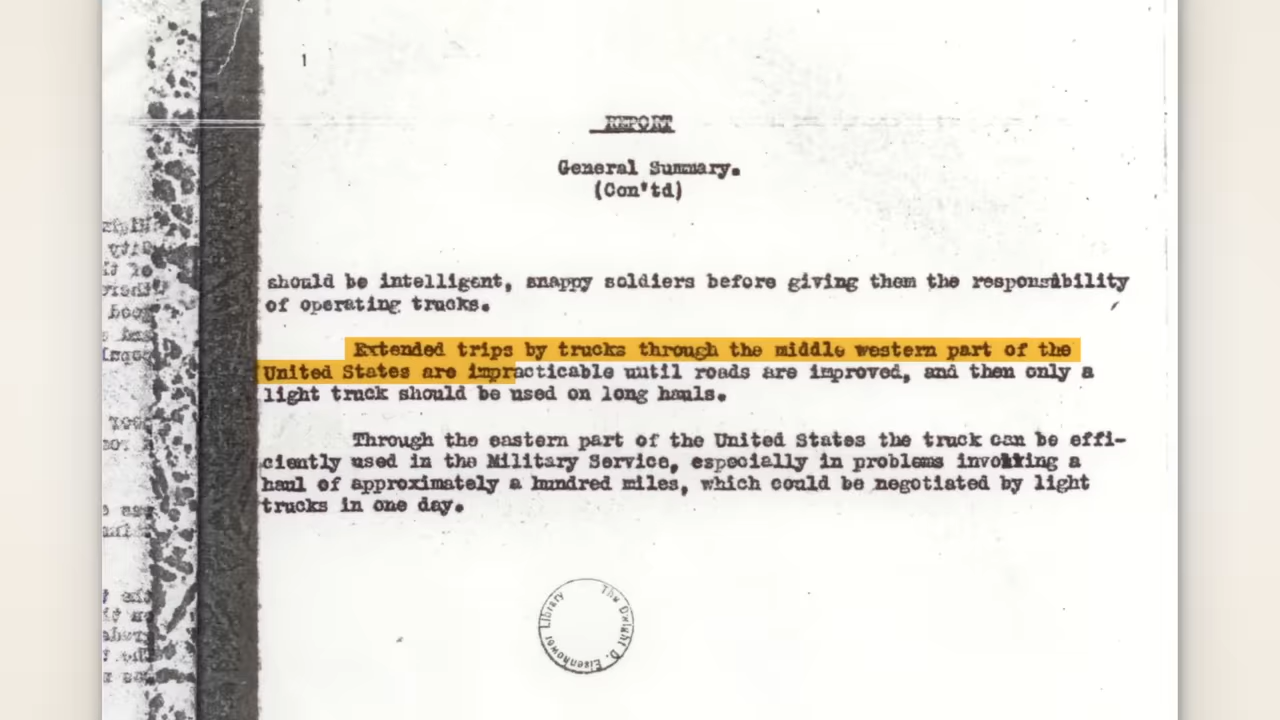 1
REPORT
General Summary.
(Con'td)
should be intelligent, snappy soldiers before giving them the responsibility
of operating trucks.
Extended trips by trucks through the middle western part of the
United States are impracticable until roads are improved, and then only a
light truck should be used on long hauls.
Through the eastern part of the United States the truck can be effi-
ciently used in the Military Service, especially in problems involving a
haul of approximately a hundred miles, which could be negotiated by light
trucks in one day.
The Dwight D. Eisenhower Library